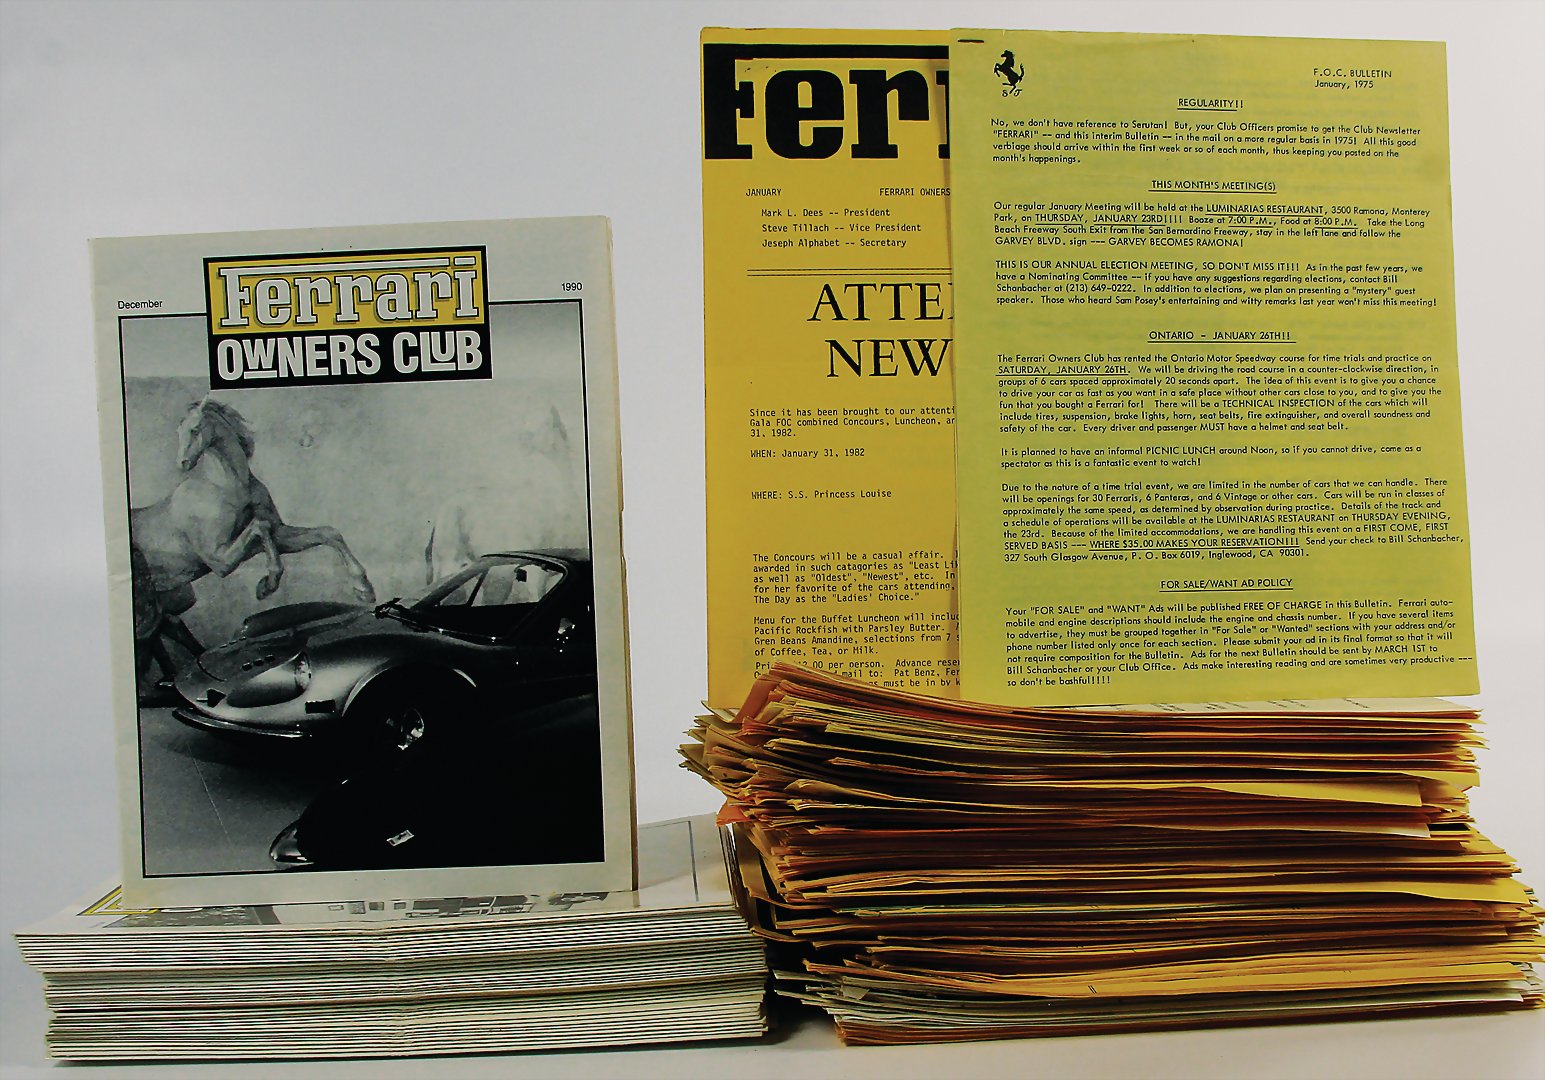 December
1990
Ferrari
OWNERS CLUB
Ferr
JANUARY
FERRARI OWNERS
Mark L. Dees -- President
Steve Tillach -- Vice President
Jeseph Alphabet -- Secretary
ATTE
NEW
Since it has been brought to our attenti
Gala FOC combined Concours, Luncheon, an
31, 1982.
WHEN: January 31, 1982
WHERE: S.S. Princess Louise
The Concours will be a casual affair.
awarded in such catagories as "Least Lik
as well as "Oldest", "Newest", etc. In
for her favorite of the cars attending,
The Day as the "Ladies' Choice."
Menu for the Buffet Luncheon will includ
Pacific Rockfish with Parsley Butter.
Gren Beans Amandine, selections from 7 s
of Coffee, Tea, or Milk.
.00 per person. Advance rese
mail to: Pat Benz, Fer
must be in by
F.O.C. BULLETIN
January, 1975
REGULARITY!!
No, we don't have reference to Serutan! But, your Club Officers promise to get the Club Newsletter
"FERRARI" -- and this interim Bulletin -- in the mail on a more regular basis in 1975! All this good
verbiage should arrive within the first week or so of each month, thus keeping you posted on the
month's happenings.
THIS MONTH'S MEETING(S)
Our regular January Meeting will be held at the LUMINARIAS RESTAURANT, 3500 Ramona, Monterey
Park, on THURSDAY, JANUARY 23RD!!!! Booze at 7:00 P.M., Food at 8:00 P.M. Take the Long
Beach Freeway South Exit from the San Bernardino Freeway, stay in the left lane and follow the
GARVEY BLVD. sign --- GARVEY BECOMES RAMONA!
THIS IS OUR ANNUAL ELECTION MEETING, SO DON'T MISS IT!!! As in the past few years, we
have a Nominating Committee -- if you have any suggestions regarding elections, contact Bill
Schanbacher at (213) 649-0222. In addition to elections, we plan on presenting a "mystery" guest
speaker. Those who heard Sam Posey's entertaining and witty remarks last year won't miss this meeting!
ONTARIO - JANUARY 26TH!!
The Ferrari Owners Club has rented the Ontario Motor Speedway course for time trials and practice on
SATURDAY, JANUARY 26TH. We will be driving the road course in a counter-clockwise direction, in
groups of 6 cars spaced approximately 20 seconds apart. The idea of this event is to give you a chance
to drive your car as fast as you want in a safe place without other cars close to you, and to give you the
fun that you bought a Ferrari for! There will be a TECHNICAL INSPECTION of the cars which will
include tires, suspension, brake lights, horn, seat belts, fire extinguisher, and overall soundness and
safety of the car. Every driver and passenger MUST have a helmet and seat belt.
It is planned to have an informal PICNIC LUNCH around Noon, so if you cannot drive, come as a
spectator as this is a fantastic event to watch!
Due to the nature of a time trial event, we are limited in the number of cars that we can handle. There
will be openings for 30 Ferraris, 6 Panteras, and 6 Vintage or other cars. Cars will be run in classes of
approximately the same speed, as determined by observation during practice. Details of the track and
a schedule of operations will be available at the LUMINARIAS RESTAURANT on THURSDAY EVENING,
the 23rd. Because of the limited accommodations, we are handling this event on a FIRST COME, FIRST
SERVED BASIS --- WHERE $35.00 MAKES YOUR RESERVATION!!! Send your check to Bill Schanbacher,
327 South Glasgow Avenue, P. O. Box 6019, Inglewood, CA 90301.
FOR SALE/WANT AD POLICY
Your "FOR SALE" and "WANT" Ads will be published FREE OF CHARGE in this Bulletin. Ferrari auto-
mobile and engine descriptions should include the engine and chassis number. If you have several items
to advertise, they must be grouped together in "For Sale" or "Wanted" sections with your address and/or
phone number listed only once for each section. Please submit your ad in its final format so that it will
not require composition for the Bulletin. Ads for the next Bulletin should be sent by MARCH 1ST to
Bill Schanbacher or your Club Office. Ads make interesting reading and are sometimes very productive ---
so don't be bashful!!!!